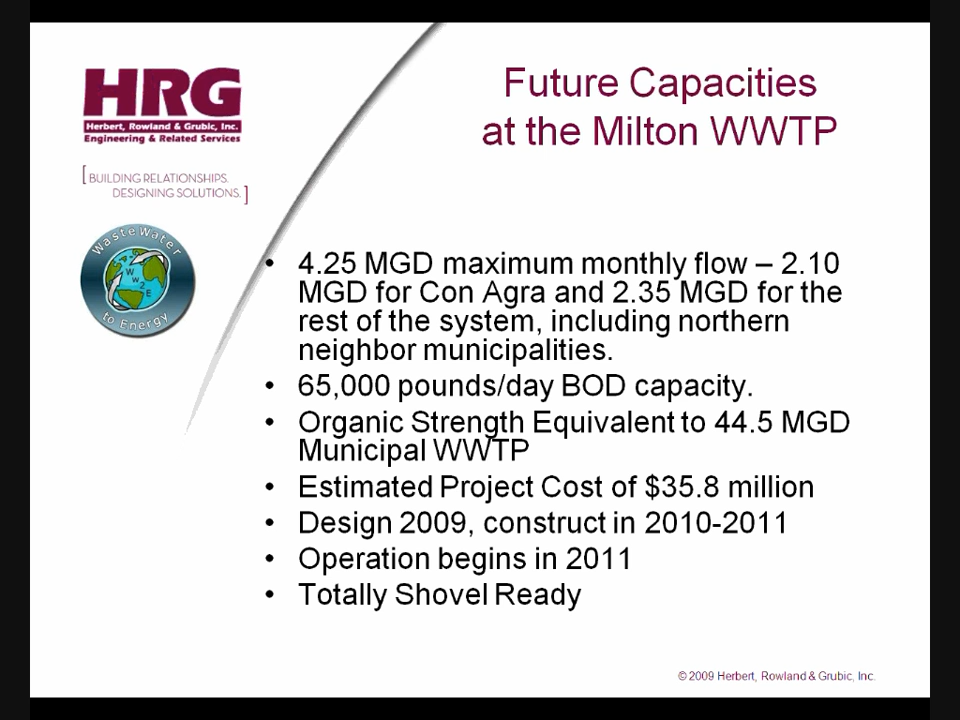 HRG
Herbert, Rowland & Grubic, Inc.
Engineering & Related Services
[BUILDING RELATIONSHIPS.
DESIGNING SOLUTIONS.]
WasteWater
WW2E
to Energy
Future Capacities
at the Milton WWTP
• 4.25 MGD maximum monthly flow – 2.10
MGD for Con Agra and 2.35 MGD for the
rest of the system, including northern
neighbor municipalities.
• 65,000 pounds/day BOD capacity.
• Organic Strength Equivalent to 44.5 MGD
Municipal WWTP
• Estimated Project Cost of $35.8 million
• Design 2009, construct in 2010-2011
• Operation begins in 2011
• Totally Shovel Ready
© 2009 Herbert, Rowland & Grubic, Inc.